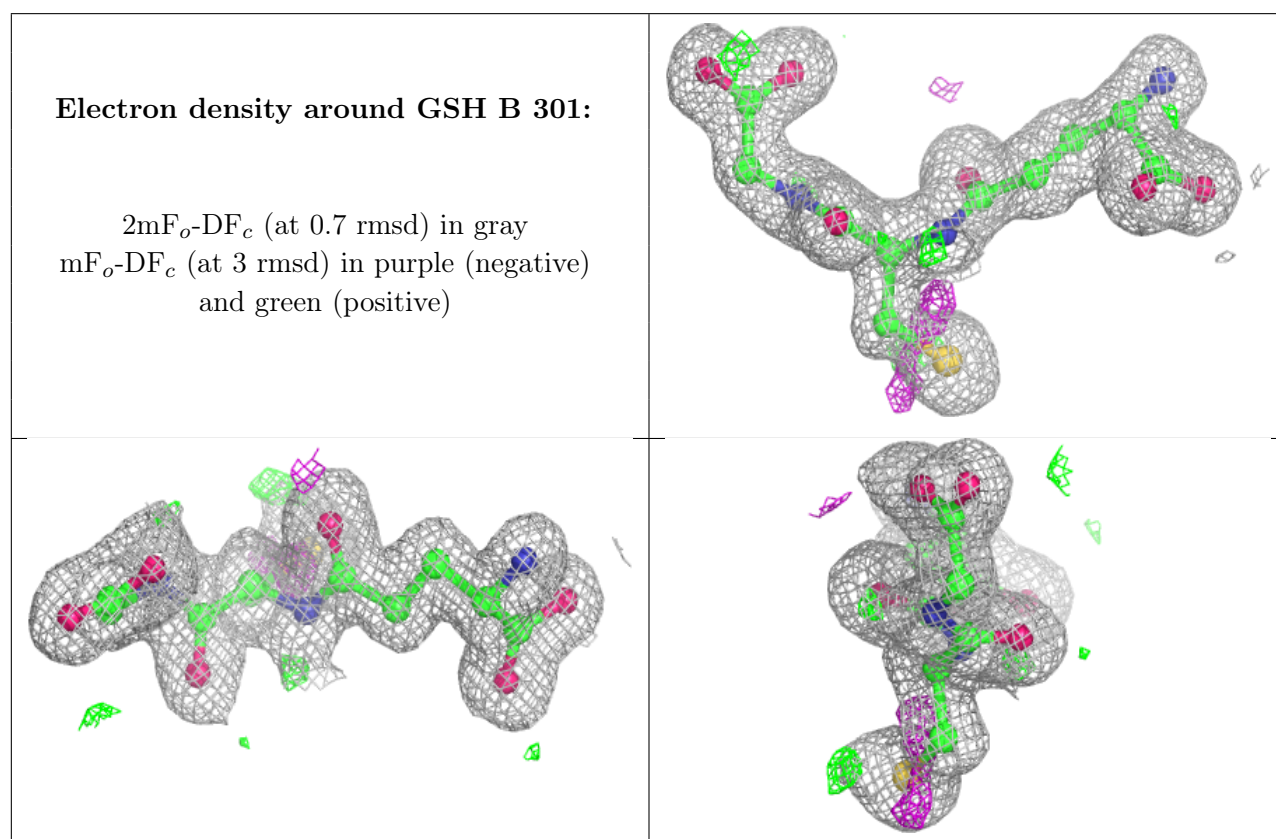 Electron density around GSH B 301:
2mFo-DFc (at 0.7 rmsd) in gray
mFo-DFc (at 3 rmsd) in purple (negative)
and green (positive)